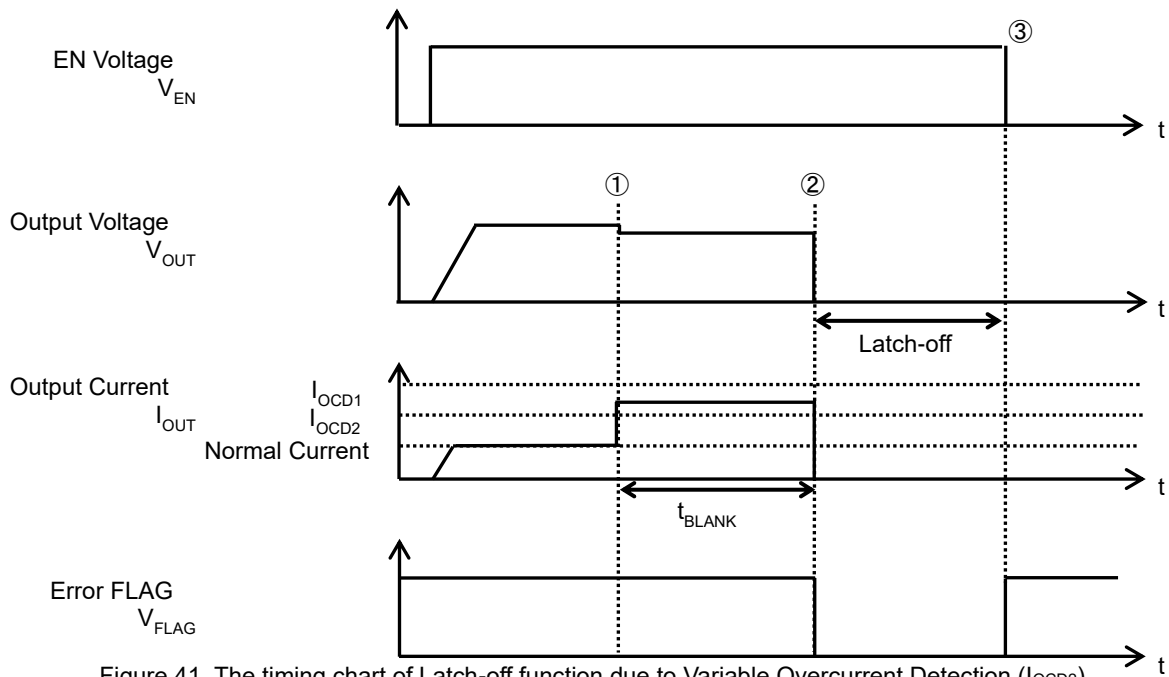 ③
EN Voltage
V_EN
t
① ②
Output Voltage
V_OUT
t
Latch-off
Output Current
I_OUT
I_OCD1
I_OCD2
Normal Current
t
t_BLANK
Error FLAG
V_FLAG
t
Figure 41. The timing chart of Latch-off function due to Variable Overcurrent Detection (I_OCD2)